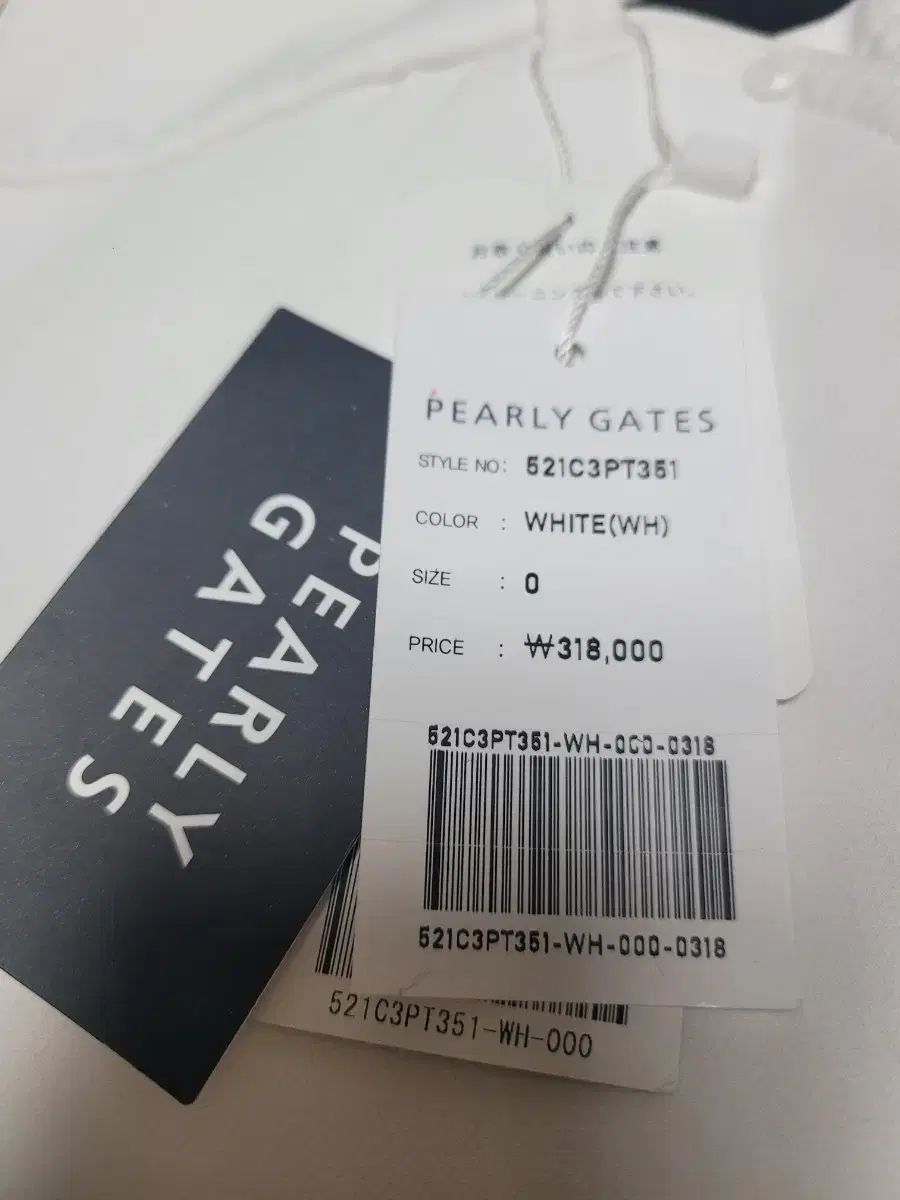 PEARLY GATES
STYLE NO: 521C3PT351
COLOR : WHITE(WH)
SIZE : 0
PRICE : ₩318,000
521C3PT351-WH-000-0318
521C3PT351-WH-000-0318
521C3PT351-WH-000
PEARLY
GATES